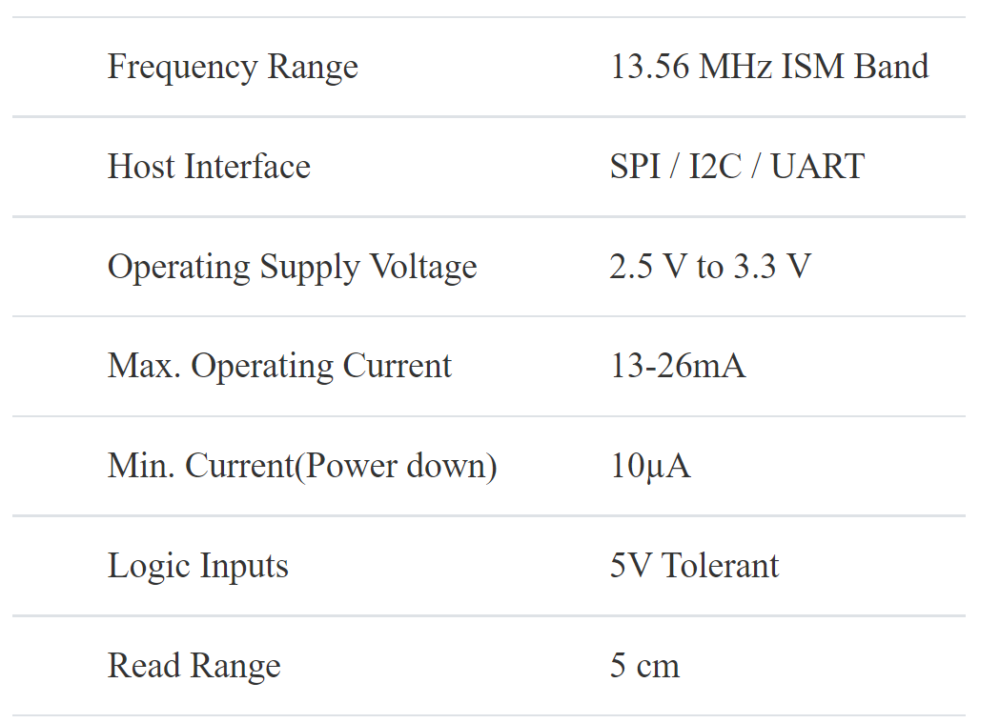 Frequency Range 13.56 MHz ISM Band
Host Interface SPI / I2C / UART
Operating Supply Voltage 2.5 V to 3.3 V
Max. Operating Current 13-26mA
Min. Current(Power down) 10µA
Logic Inputs 5V Tolerant
Read Range 5 cm